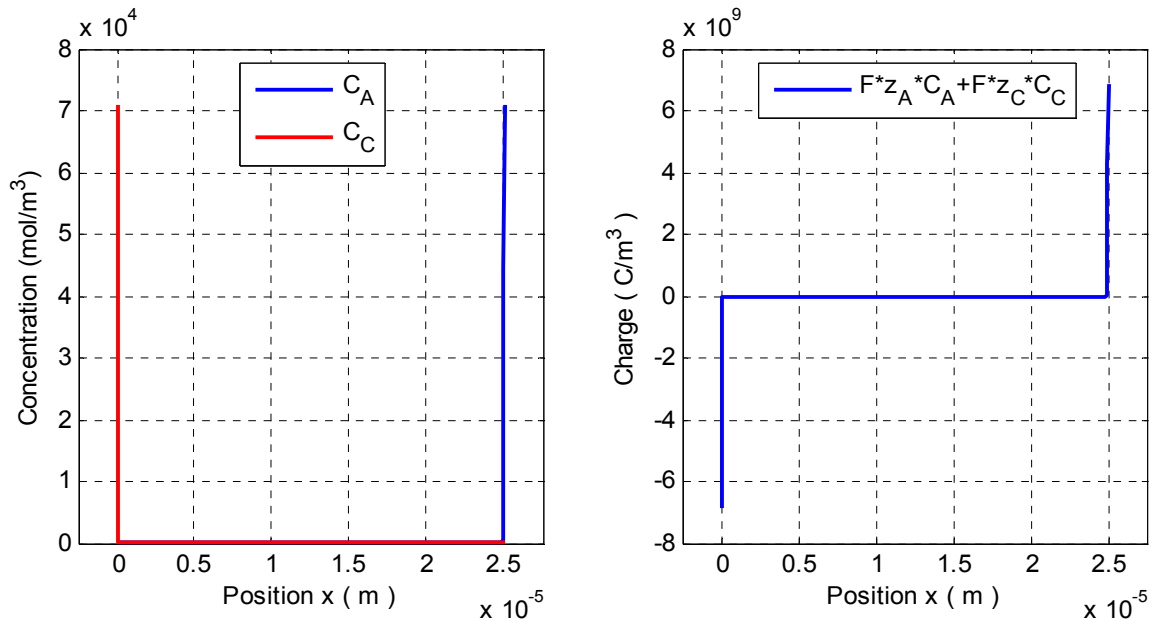 x 10^4
8
7
6
5
4
3
2
1
0
Concentration (mol/m^3)
C_A
C_C
0 0.5 1 1.5 2 2.5
Position x ( m )
x 10^-5
x 10^9
8
6
4
2
0
-2
-4
-6
-8
Charge ( C/m^3 )
F*z_A*C_A+F*z_C*C_C
0 0.5 1 1.5 2 2.5
Position x ( m )
x 10^-5